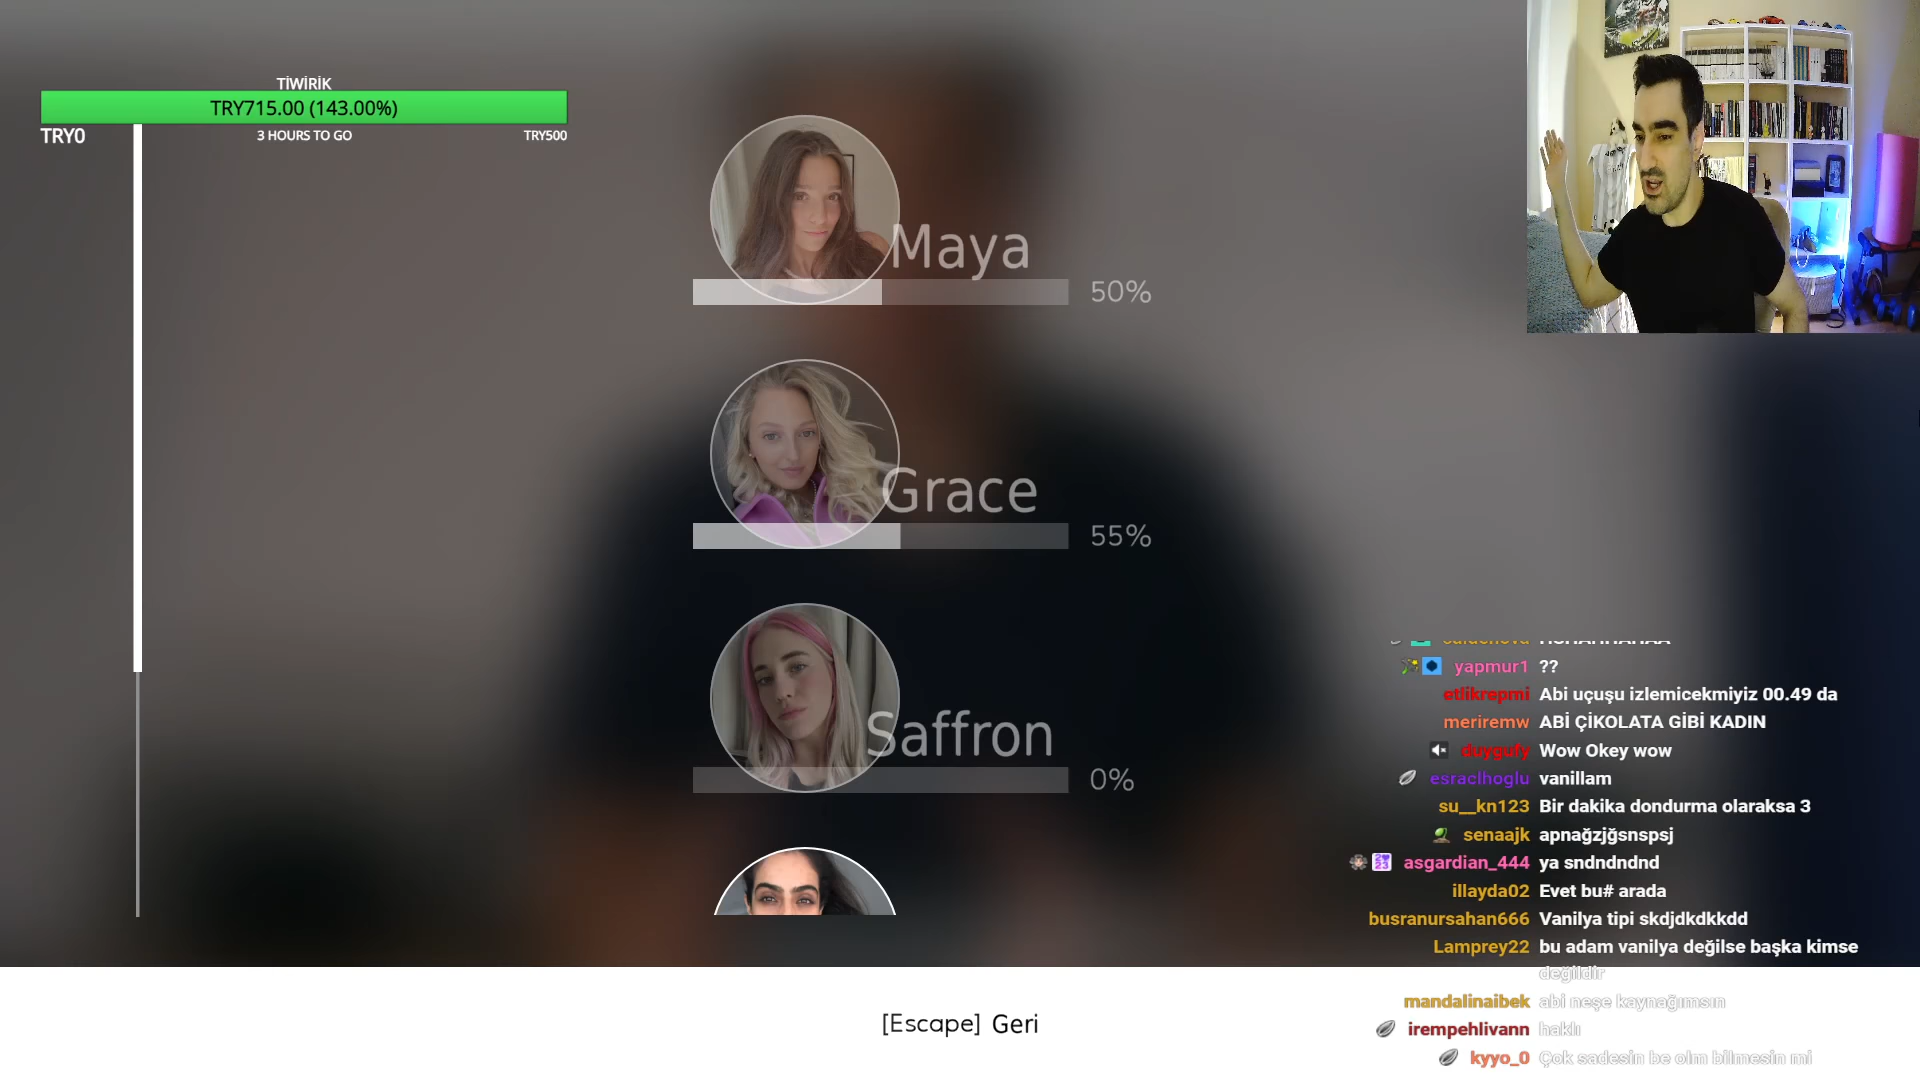 TİWİRİK
TRY715.00 (143.00%)
TRY0
3 HOURS TO GO
TRY500
Maya
50%
Grace
55%
Saffron
0%
yapmur1 ??
etlikrepmi Abi uçuşu izlemicekmiyiz 00.49 da
meriremw ABİ ÇİKOLATA GİBİ KADIN
duygufy Wow Okey wow
esraclhoglu vanillam
su__kn123 Bir dakika dondurma olaraksa 3
senaajk apnağzjğsnspsj
asgardian_444 ya sndndndnd
illayda02 Evet bu# arada
busranursahan666 Vanilya tipi skdjdkdkkdd
Lamprey22 bu adam vanilya değilse başka kimse
değildir
mandalinaibek abi neşe kaynağımsın
irempehlivann haklı
kyyo_0 Çok sadesin be olm bilmesin mi
[Escape] Geri